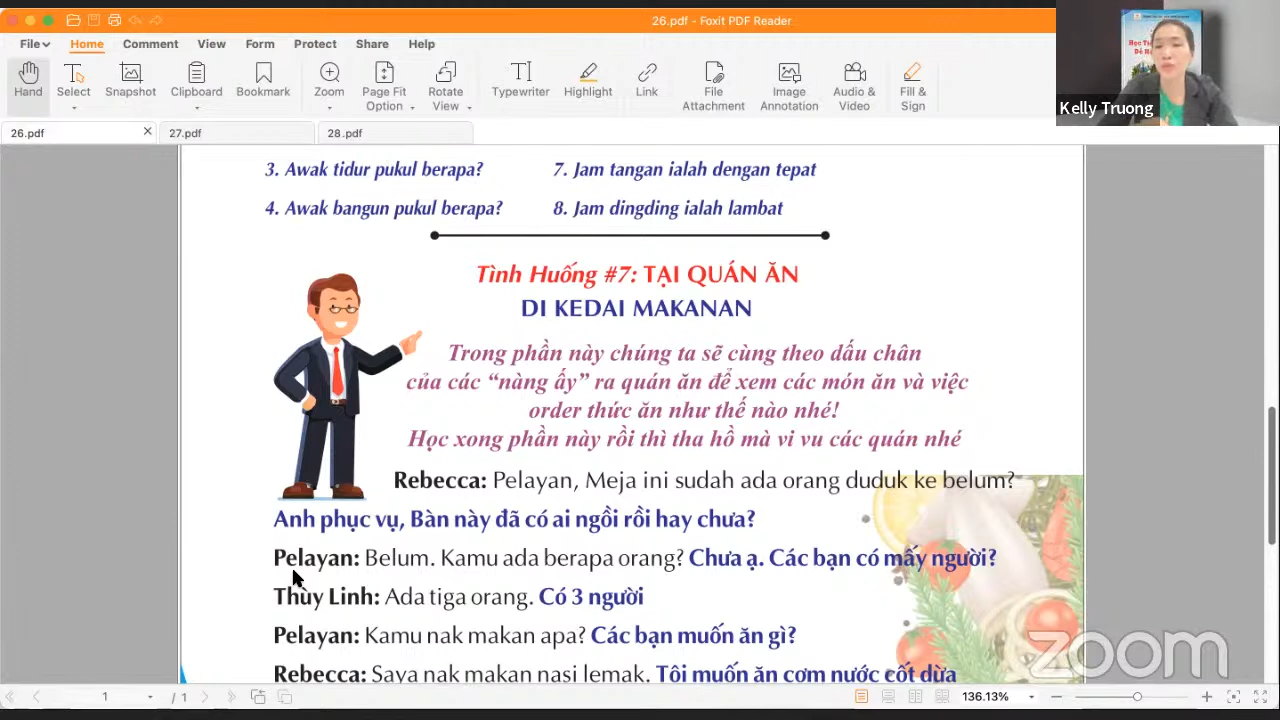 26.pdf - Foxit PDF Reader
File Home Comment View Form Protect Share Help
Hand Select Snapshot Clipboard Bookmark Zoom Page Fit Option Rotate View Typewriter Highlight Link File Attachment Image Annotation Audio & Video Fill & Sign
Kelly Truong
26.pdf 27.pdf 28.pdf
3. Awak tidur pukul berapa? 7. Jam tangan ialah dengan tepat
4. Awak bangun pukul berapa? 8. Jam dingding ialah lambat
Tình Huống #7: TẠI QUÁN ĂN
DI KEDAI MAKANAN
Trong phần này chúng ta sẽ cùng theo dấu chân
của các “nàng ấy” ra quán ăn để xem các món ăn và việc
order thức ăn như thế nào nhé!
Học xong phần này rồi thì tha hồ mà vi vu các quán nhé
Rebecca: Pelayan, Meja ini sudah ada orang duduk ke belum?
Anh phục vụ, Bàn này đã có ai ngồi rồi hay chưa?
Pelayan: Belum. Kamu ada berapa orang? Chưa ạ. Các bạn có mấy người?
Thùy Linh: Ada tiga orang. Có 3 người
Pelayan: Kamu nak makan apa? Các bạn muốn ăn gì?
Rebecca: Saya nak makan nasi lemak. Tôi muốn ăn cơm nước cốt dừa
zoom
1 / 1 136.13%